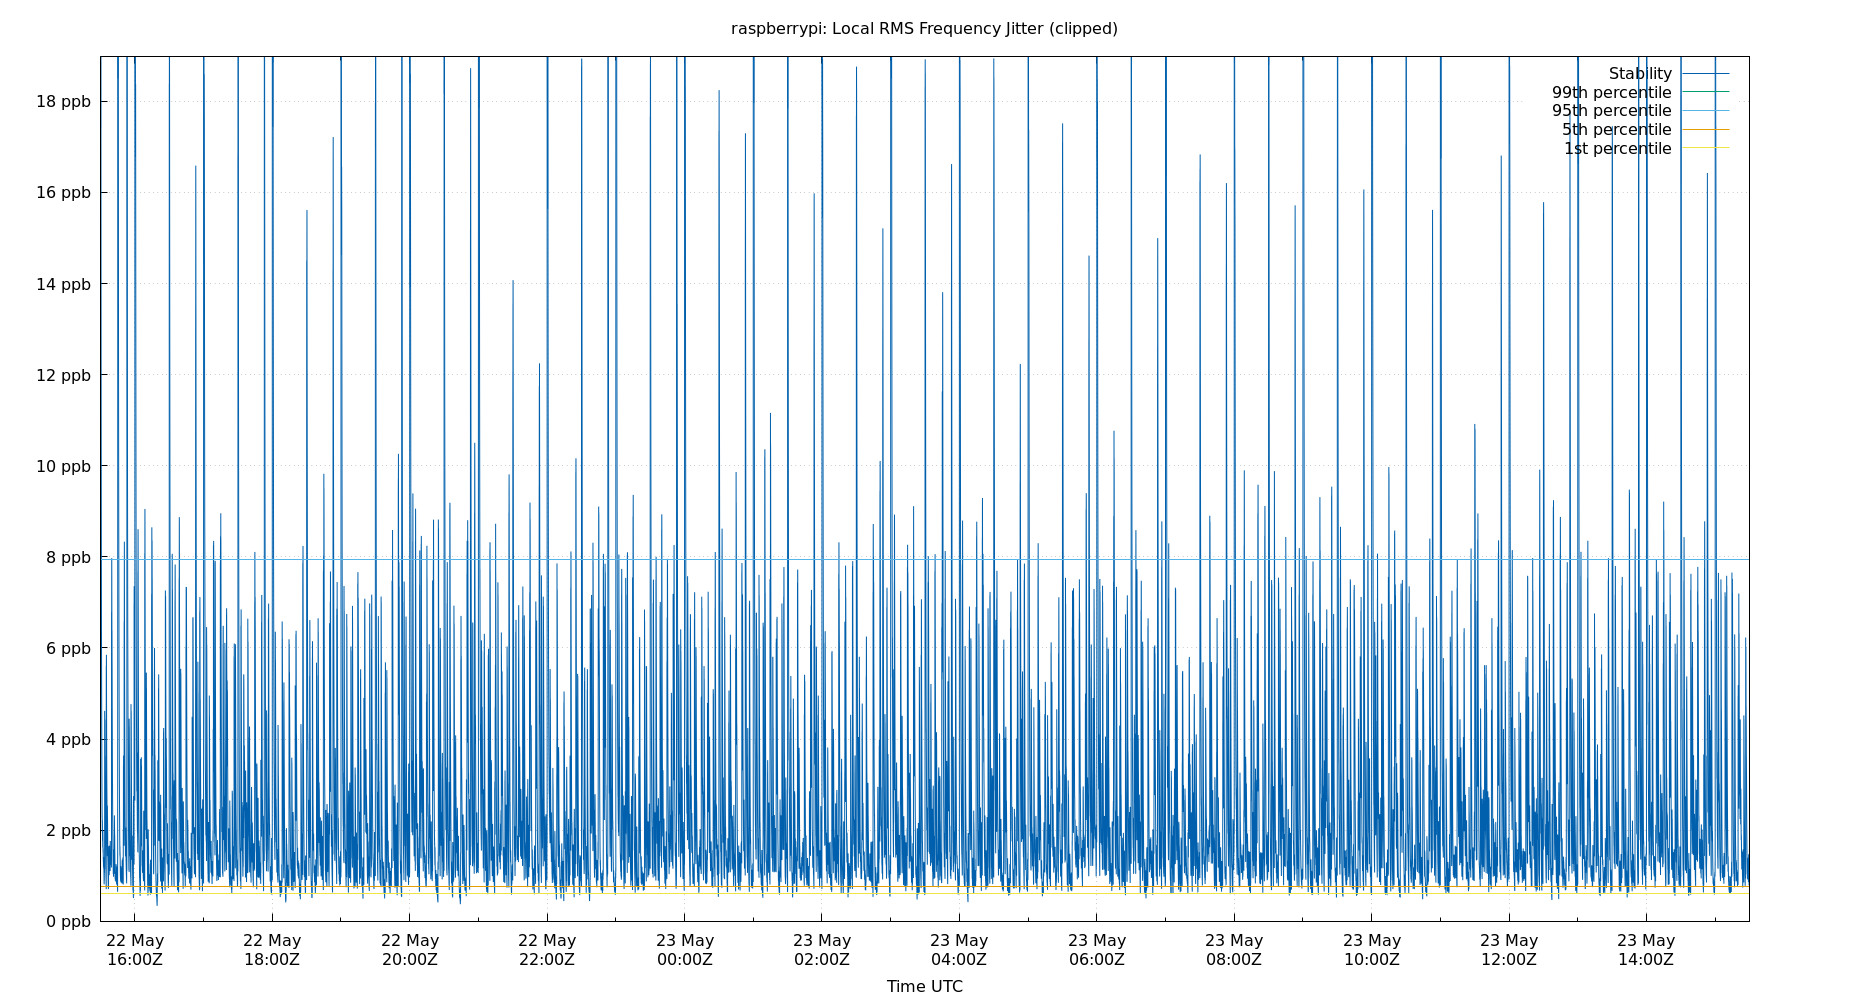 raspberrypi: Local RMS Frequency Jitter (clipped)
Stability
99th percentile
95th percentile
5th percentile
1st percentile
18 ppb
16 ppb
14 ppb
12 ppb
10 ppb
8 ppb
6 ppb
4 ppb
2 ppb
0 ppb
22 May 22 May 22 May 22 May 23 May 23 May 23 May 23 May 23 May 23 May 23 May 23 May
16:00Z 18:00Z 20:00Z 22:00Z 00:00Z 02:00Z 04:00Z 06:00Z 08:00Z 10:00Z 12:00Z 14:00Z
Time UTC